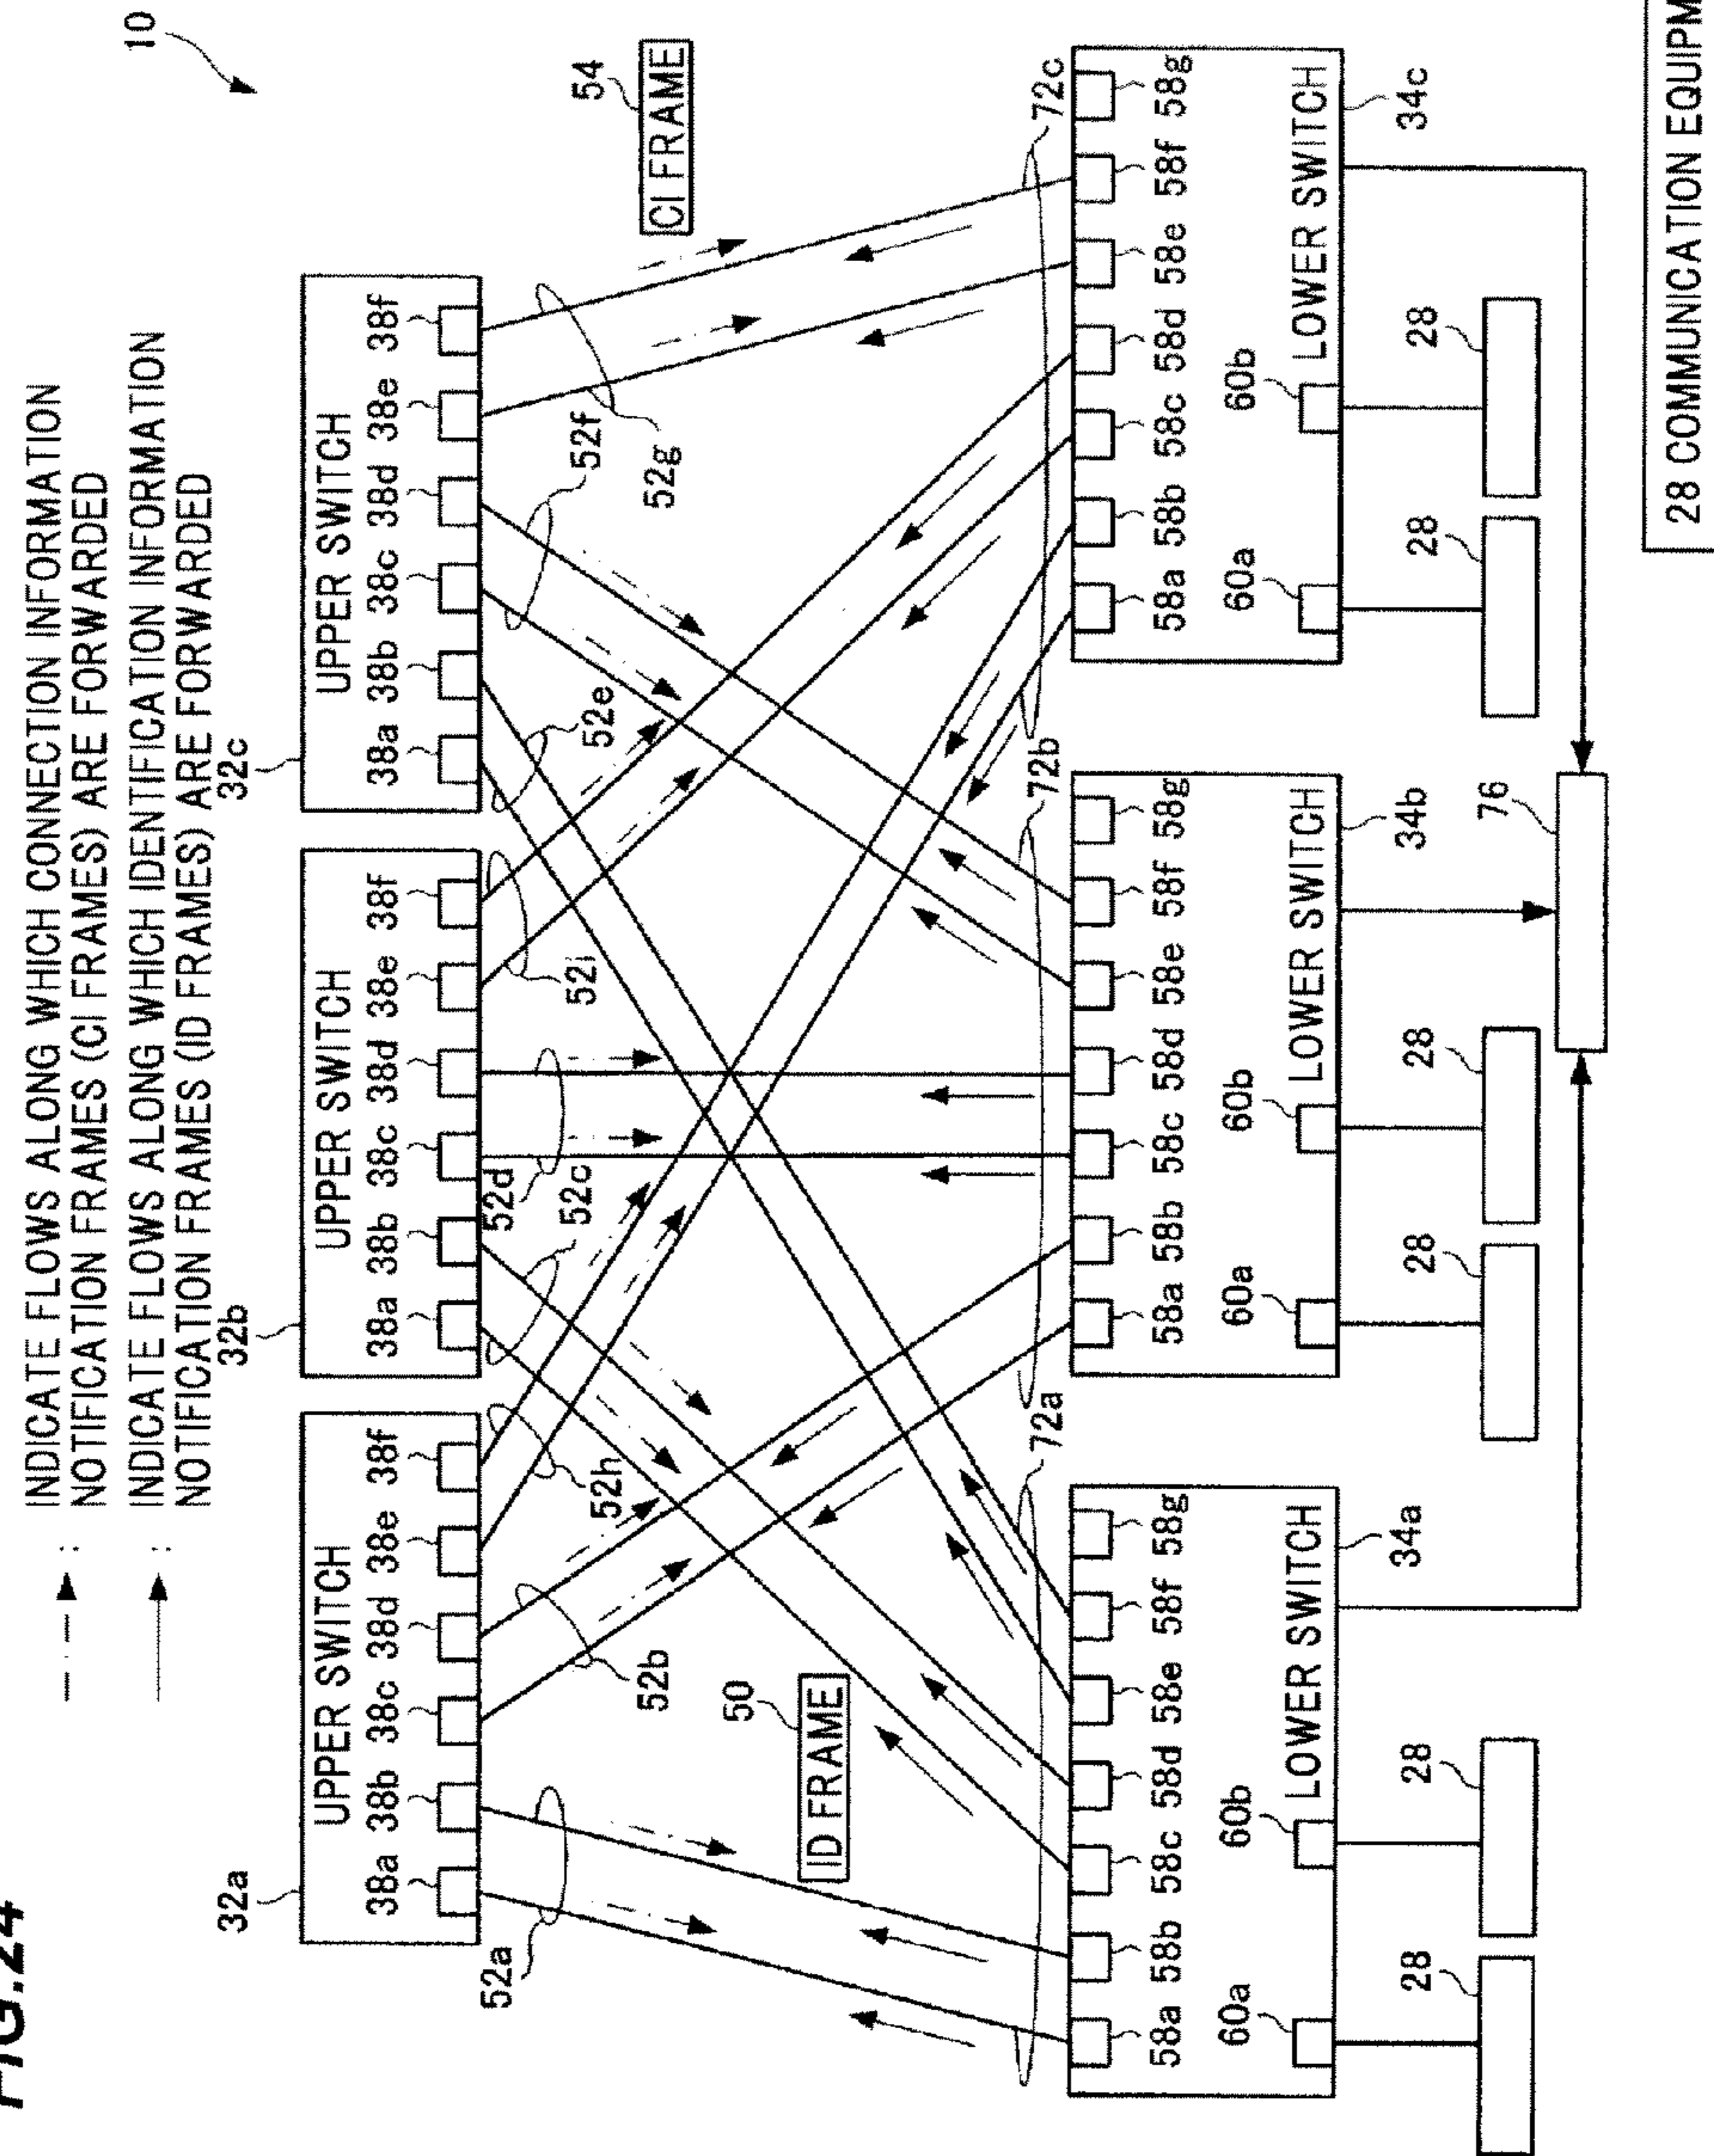 FIG.24
INDICATE FLOWS ALONG WHICH CONNECTION INFORMATION
NOTIFICATION FRAMES (CI FRAMES) ARE FORWARDED
INDICATE FLOWS ALONG WHICH IDENTIFICATION INFORMATION
NOTIFICATION FRAMES (ID FRAMES) ARE FORWARDED
10
32a
32b
32c
UPPER SWITCH
UPPER SWITCH
UPPER SWITCH
38a 38b 38c 38d 38e 38f
38a 38b 38c 38d 38e 38f
38a 38b 38c 38d 38e 38f
52a
52b
52h
52c
52d
52i
52e
52f
52g
50
ID FRAME
54
CI FRAME
72a
72b
72c
58a 58b 58c 58d 58e 58f 58g
58a 58b 58c 58d 58e 58f 58g
58a 58b 58c 58d 58e 58f 58g
60a 60b
60a 60b
60a 60b
LOWER SWITCH
LOWER SWITCH
LOWER SWITCH
34a
34b
34c
28
28
28
28
28
28
76
28 COMMUNICATION EQUIPM